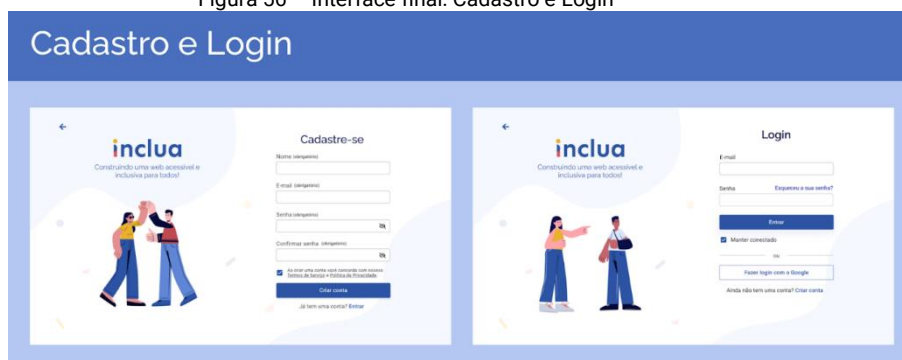 Interface final: Cadastro e Login
Cadastro e Login
inclua
Construindo uma web acessível e
inclusiva para todos!
Cadastre-se
Nome (obrigatório)
E-mail (obrigatório)
Senha (obrigatório)
Confirmar senha (obrigatório)
Ao criar uma conta você concorda com nossos
Termos de Serviço e Política de Privacidade.
Criar conta
Já tem uma conta? Entrar
inclua
Construindo uma web acessível e
inclusiva para todos!
Login
E-mail
Senha Esqueceu a sua senha?
Entrar
Manter conectado
ou
Fazer login com o Google
Ainda não tem uma conta? Criar conta